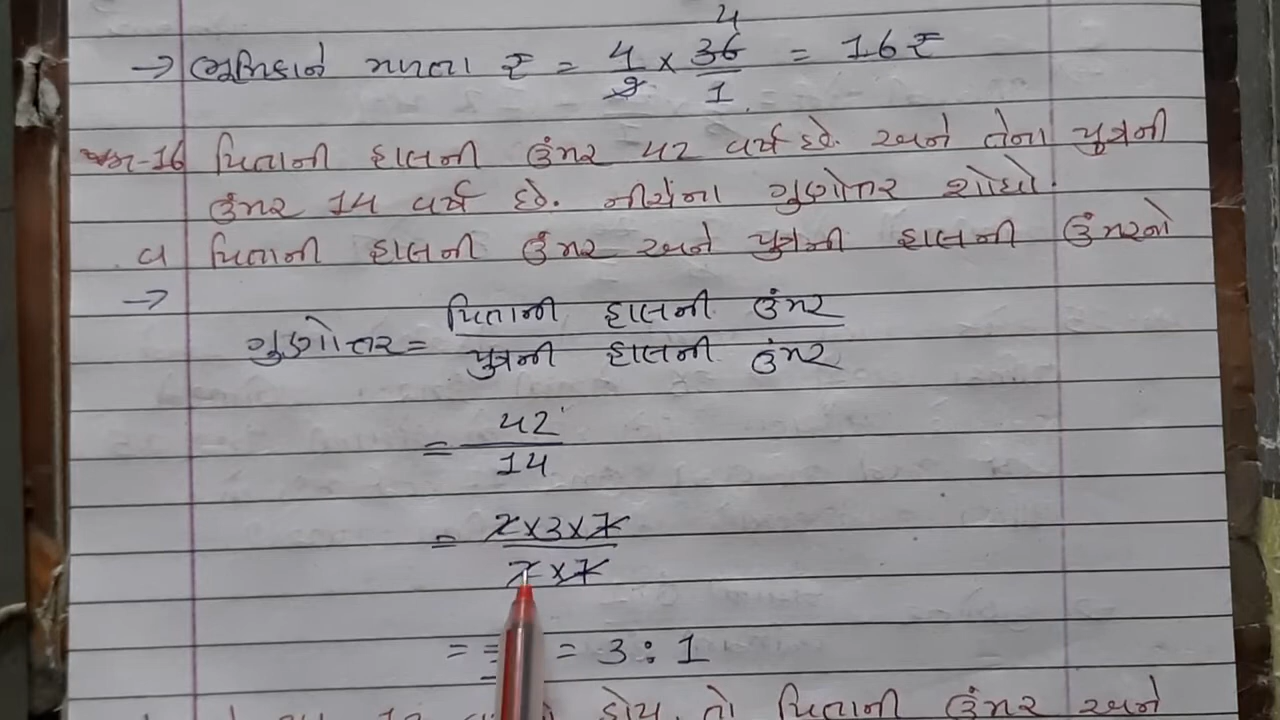 → ભૂમિકાને મળતા ₹ = 4/9 × 36/1 = 16₹ 4
16 પિતાની હાલની ઉંમર 42 વર્ષ છે. અને તેના પુત્રની
ઉંમર 14 વર્ષ છે. નીચેના ગુણોત્તર શોધો.
પિતાની હાલની ઉંમર અને પુત્રની હાલની ઉંમરનો
→
ગુણોત્તર = પિતાની હાલની ઉંમર
પુત્રની હાલની ઉંમર
= 42
14
= 2×3×7
2×7
= = 3:1
હોય તો પિતાની ઉંમર અને